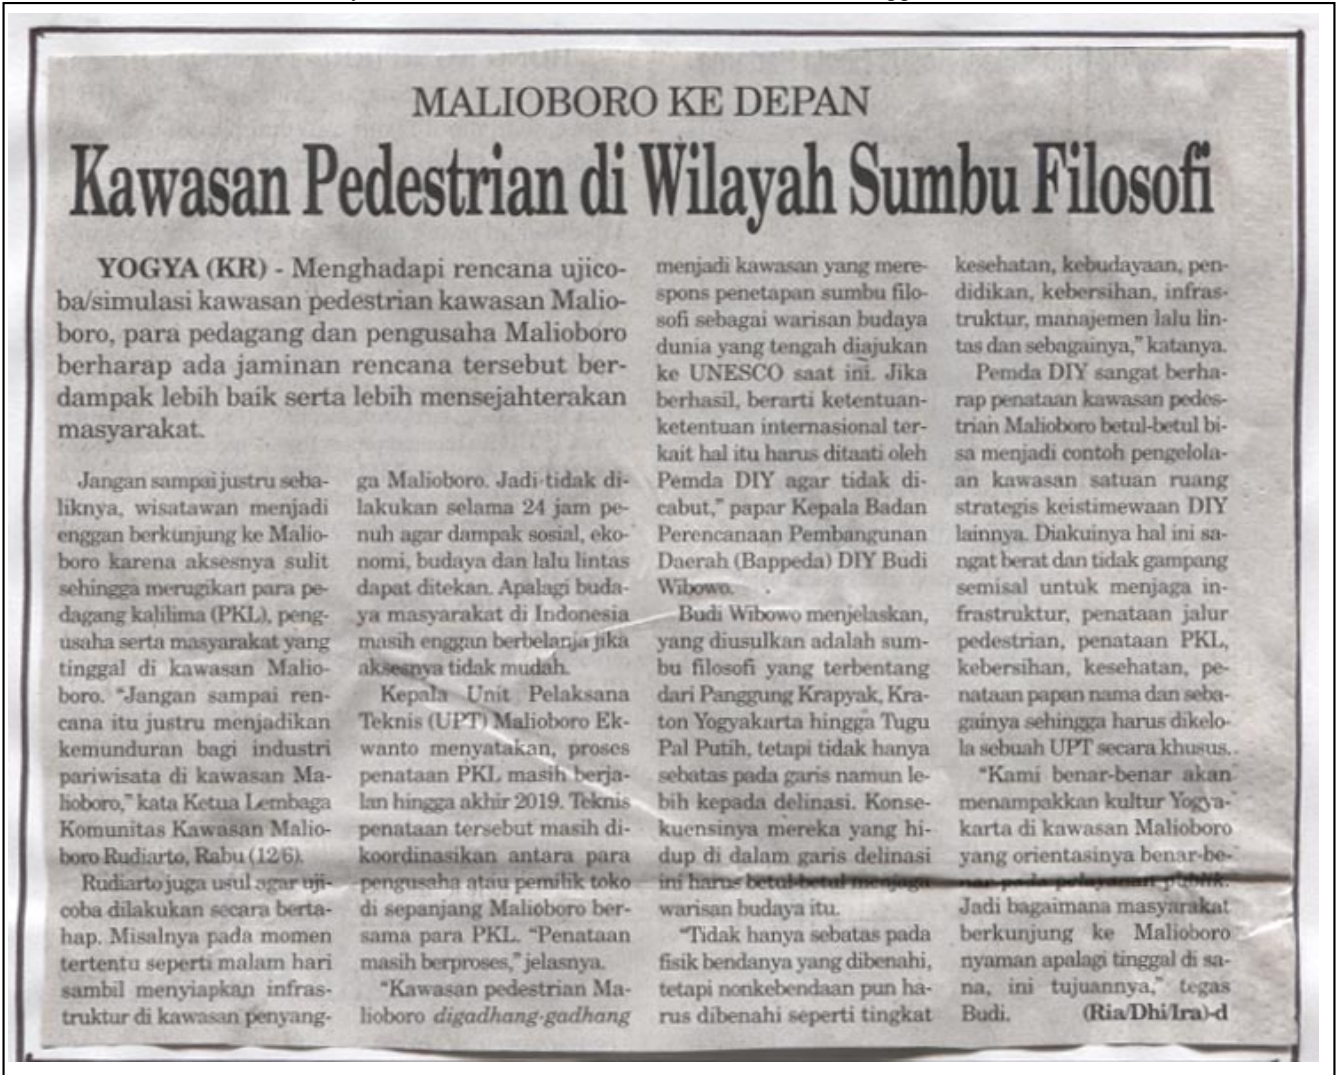 MALIOBORO KE DEPAN
Kawasan Pedestrian di Wilayah Sumbu Filosofi
YOGYA (KR) - Menghadapi rencana ujico-
ba/simulasi kawasan pedestrian kawasan Malio-
boro, para pedagang dan pengusaha Malioboro
berharap ada jaminan rencana tersebut ber-
dampak lebih baik serta lebih mensejahterakan
masyarakat.
Jangan sampai justru seba-
liknya, wisatawan menjadi
enggan berkunjung ke Malio-
boro karena aksesnya sulit
sehingga merugikan para pe-
dagang kalilima (PKL), peng-
usaha serta masyarakat yang
tinggal di kawasan Malio-
boro. "Jangan sampai ren-
cana itu justru menjadikan
kemunduran bagi industri
pariwisata di kawasan Ma-
lioboro," kata Ketua Lembaga
Komunitas Kawasan Malio-
boro Rudiarto, Rabu (12/6).
Rudiarto juga usul agar uji-
coba dilakukan secara berta-
hap. Misalnya pada momen
tertentu seperti malam hari
sambil menyiapkan infras-
truktur di kawasan penyang-
ga Malioboro. Jadi tidak di-
lakukan selama 24 jam pe-
nuh agar dampak sosial, eko-
nomi, budaya dan lalu lintas
dapat ditekan. Apalagi buda-
ya masyarakat di Indonesia
masih enggan berbelanja jika
aksesnya tidak mudah.
Kepala Unit Pelaksana
Teknis (UPT) Malioboro Ek-
wanto menyatakan, proses
penataan PKL masih berja-
lan hingga akhir 2019. Teknis
penataan tersebut masih di-
koordinasikan antara para
pengusaha atau pemilik toko
di sepanjang Malioboro ber-
sama para PKL. "Penataan
masih berproses," jelasnya.
"Kawasan pedestrian Ma-
lioboro digadhang-gadhang
menjadi kawasan yang mere-
spons penetapan sumbu filo-
sofi sebagai warisan budaya
dunia yang tengah diajukan
ke UNESCO saat ini. Jika
berhasil, berarti ketentuan-
ketentuan internasional ter-
kait hal itu harus ditaati oleh
Pemda DIY agar tidak di-
cabut," papar Kepala Badan
Perencanaan Pembangunan
Daerah (Bappeda) DIY Budi
Wibowo.
Budi Wibowo menjelaskan,
yang diusulkan adalah sum-
bu filosofi yang terbentang
dari Panggung Krapyak, Kra-
ton Yogyakarta hingga Tugu
Pal Putih, tetapi tidak hanya
sebatas pada garis namun le-
bih kepada delinasi. Konse-
kuensinya mereka yang hi-
dup di dalam garis delinasi
ini harus betul-betul menjaga
warisan budaya itu.
"Tidak hanya sebatas pada
fisik bendanya yang dibenahi,
tetapi nonkebendaan pun ha-
rus dibenahi seperti tingkat
kesehatan, kebudayaan, pen-
didikan, kebersihan, infras-
truktur, manajemen lalu lin-
tas dan sebagainya," katanya.
Pemda DIY sangat berha-
rap penataan kawasan pedes-
trian Malioboro betul-betul bi-
sa menjadi contoh pengelola-
an kawasan satuan ruang
strategis keistimewaan DIY
lainnya. Diakuinya hal ini sa-
ngat berat dan tidak gampang
semisal untuk menjaga in-
frastruktur, penataan jalur
pedestrian, penataan PKL,
kebersihan, kesehatan, pe-
nataan papan nama dan seba-
gainya sehingga harus dikelo-
la sebuah UPT secara khusus.
"Kami benar-benar akan
menampakkan kultur Yogya-
karta di kawasan Malioboro
yang orientasinya benar-be-
nar pada pelayanan publik.
Jadi bagaimana masyarakat
berkunjung ke Malioboro
nyaman apalagi tinggal di sa-
na, ini tujuannya," tegas
Budi. (Ria/Dhi/Ira)-d